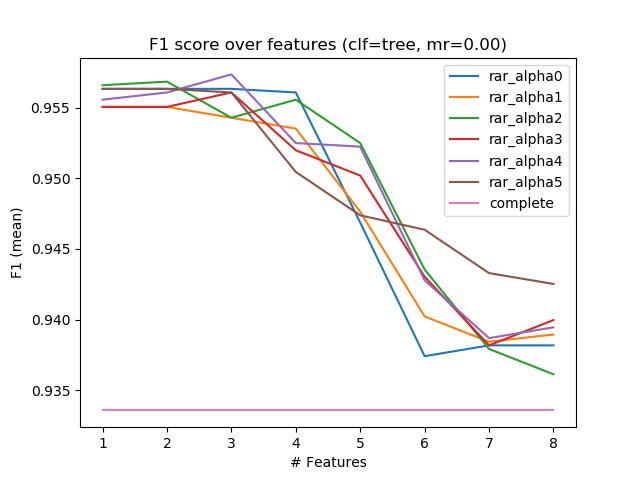 F1 score over features (clf=tree, mr=0.00)
F1 (mean)
0.955
0.950
0.945
0.940
0.935
rar_alpha0
rar_alpha1
rar_alpha2
rar_alpha3
rar_alpha4
rar_alpha5
complete
1 2 3 4 5 6 7 8
# Features